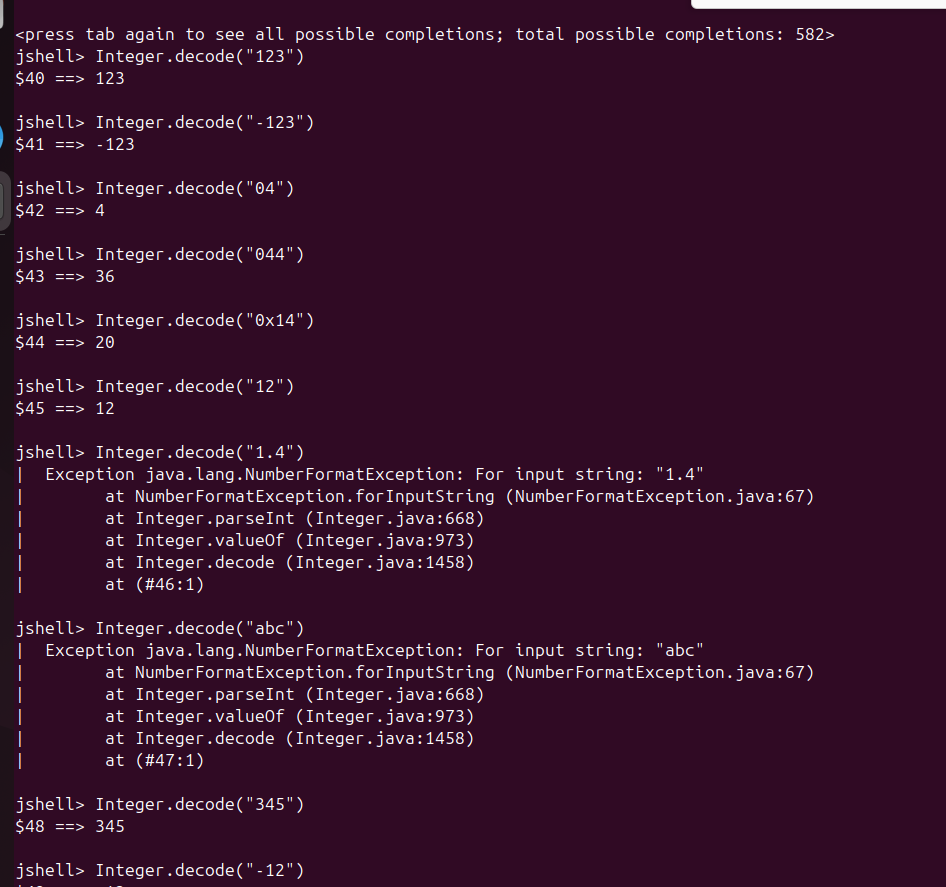 <press tab again to see all possible completions; total possible completions: 582>
jshell> Integer.decode("123")
$40 ==> 123
jshell> Integer.decode("-123")
$41 ==> -123
jshell> Integer.decode("04")
$42 ==> 4
jshell> Integer.decode("044")
$43 ==> 36
jshell> Integer.decode("0x14")
$44 ==> 20
jshell> Integer.decode("12")
$45 ==> 12
jshell> Integer.decode("1.4")
|  Exception java.lang.NumberFormatException: For input string: "1.4"
|        at NumberFormatException.forInputString (NumberFormatException.java:67)
|        at Integer.parseInt (Integer.java:668)
|        at Integer.valueOf (Integer.java:973)
|        at Integer.decode (Integer.java:1458)
|        at (#46:1)
jshell> Integer.decode("abc")
|  Exception java.lang.NumberFormatException: For input string: "abc"
|        at NumberFormatException.forInputString (NumberFormatException.java:67)
|        at Integer.parseInt (Integer.java:668)
|        at Integer.valueOf (Integer.java:973)
|        at Integer.decode (Integer.java:1458)
|        at (#47:1)
jshell> Integer.decode("345")
$48 ==> 345
jshell> Integer.decode("-12")